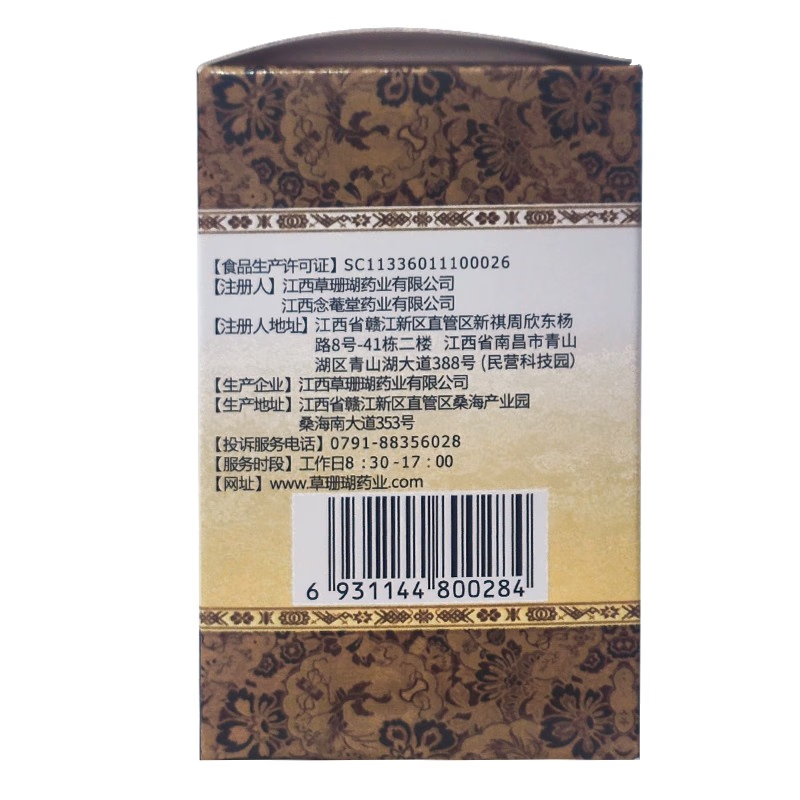 【食品生产许可证】SC11336011100026
【注册人】江西草珊瑚药业有限公司
江西念菴堂药业有限公司
【注册人地址】江西省赣江新区直管区新祺周欣东杨
路8号-41栋二楼 江西省南昌市青山
湖区青山湖大道388号 (民营科技园)
【生产企业】江西草珊瑚药业有限公司
【生产地址】江西省赣江新区直管区桑海产业园
桑海南大道353号
【投诉服务电话】0791-88356028
【服务时段】工作日8:30-17:00
【网址】www.草珊瑚药业.com
6 931144 800284